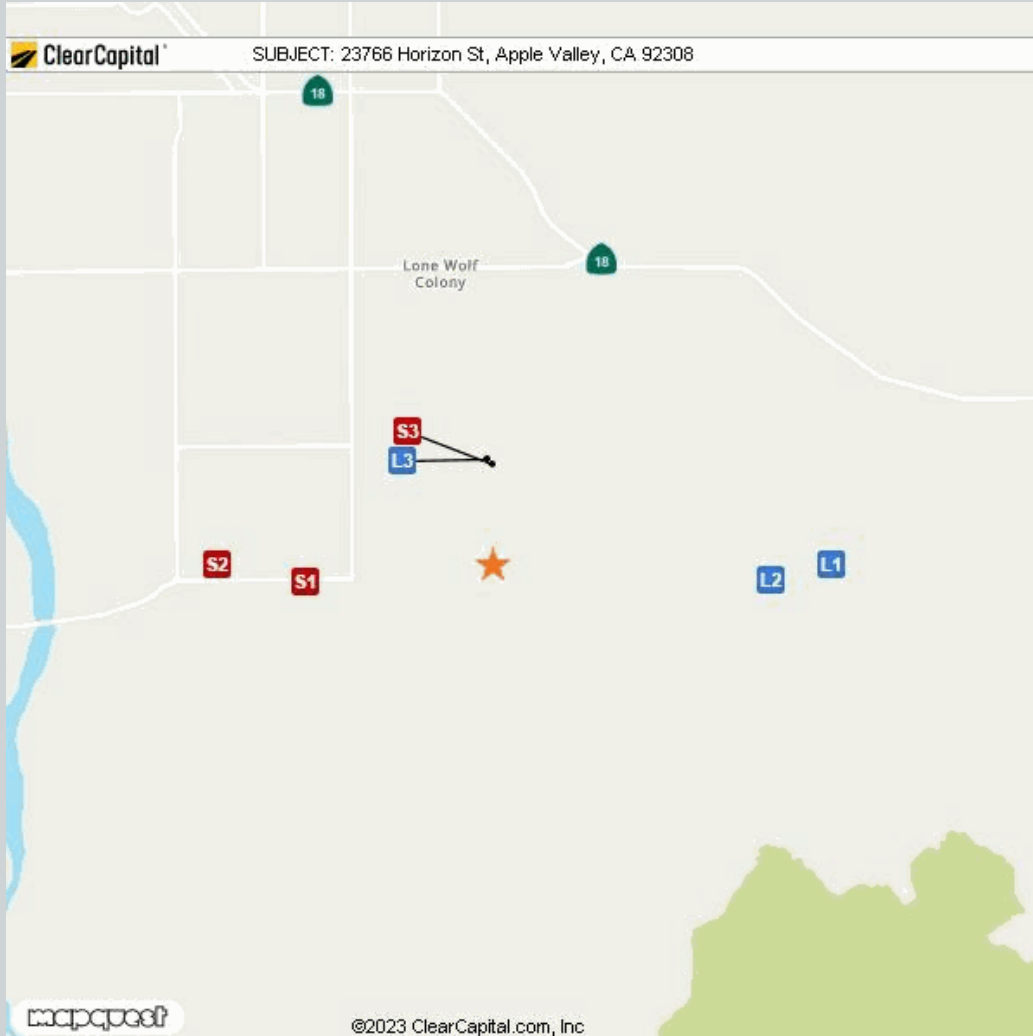 ClearCapital SUBJECT: 23766 Horizon St, Apple Valley, CA 92308
18
18
Lone Wolf
Colony
S3
L3
S2
L1
L2
S1
mapquest
©2023 ClearCapital.com, Inc